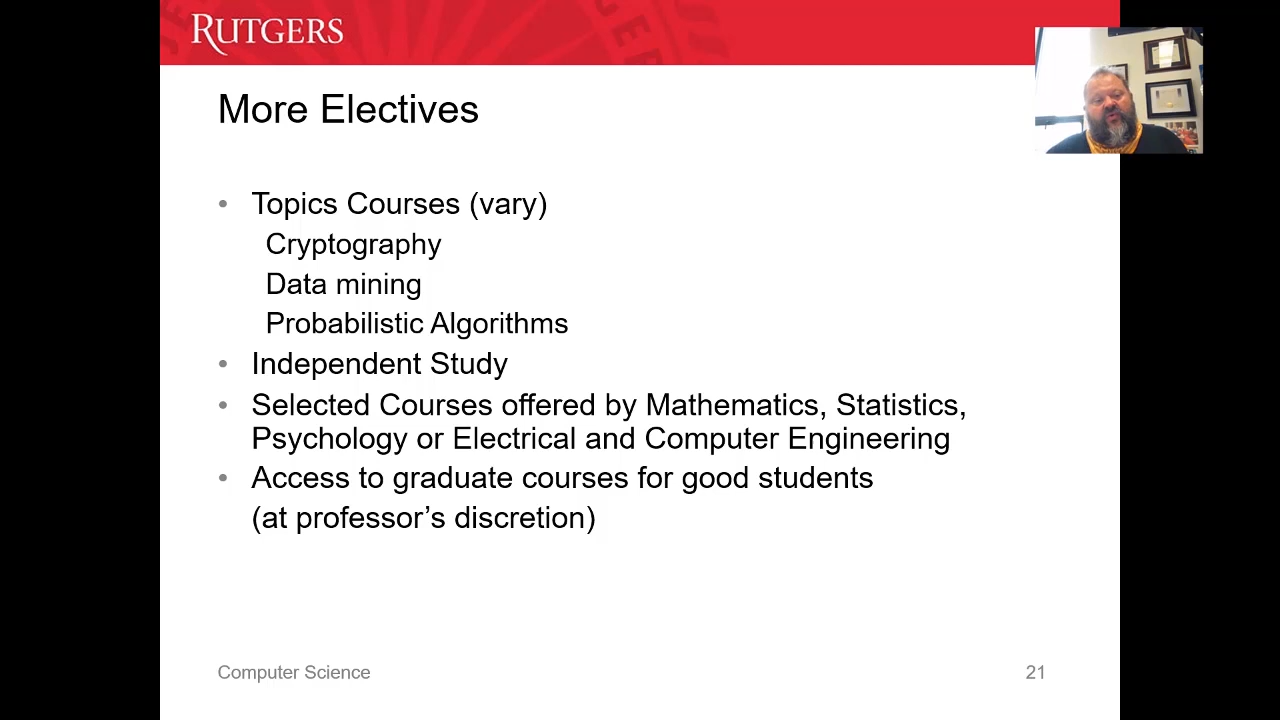 RUTGERS
More Electives
• Topics Courses (vary)
Cryptography
Data mining
Probabilistic Algorithms
• Independent Study
• Selected Courses offered by Mathematics, Statistics,
Psychology or Electrical and Computer Engineering
• Access to graduate courses for good students
(at professor’s discretion)
Computer Science
21